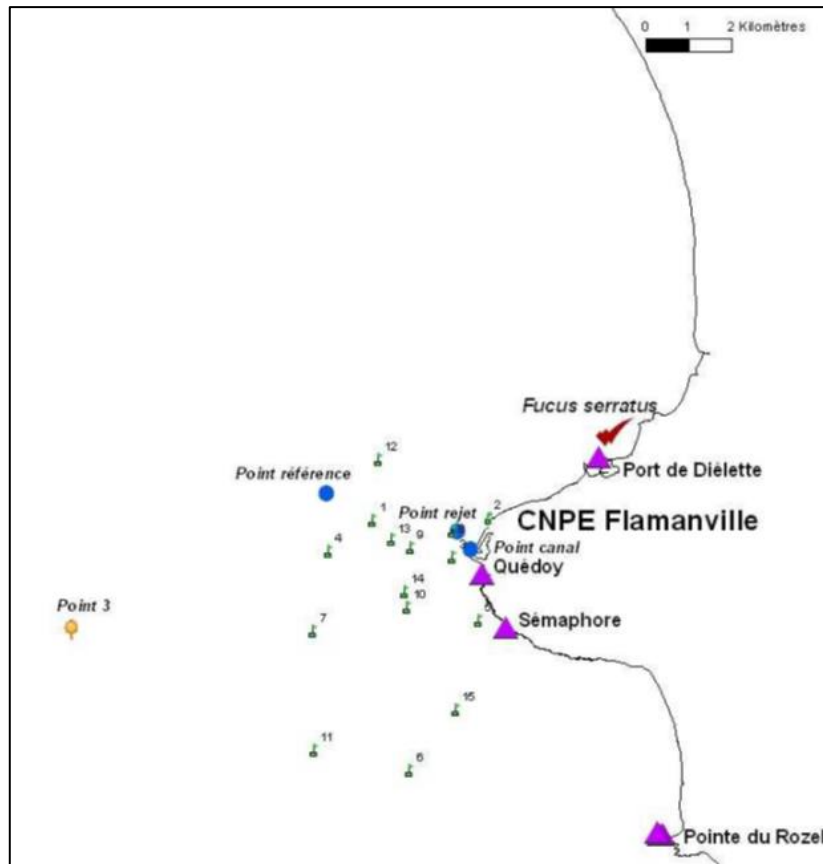 0 1 2 Kilomètres
Fucus serratus
12
Port de Diélette
Point référence
1
Point rejet
2
CNPE Flamanville
13
9
4
Point canal
Quédoy
14
10
Point 3
7
Sémaphore
15
11
6
Pointe du Rozel